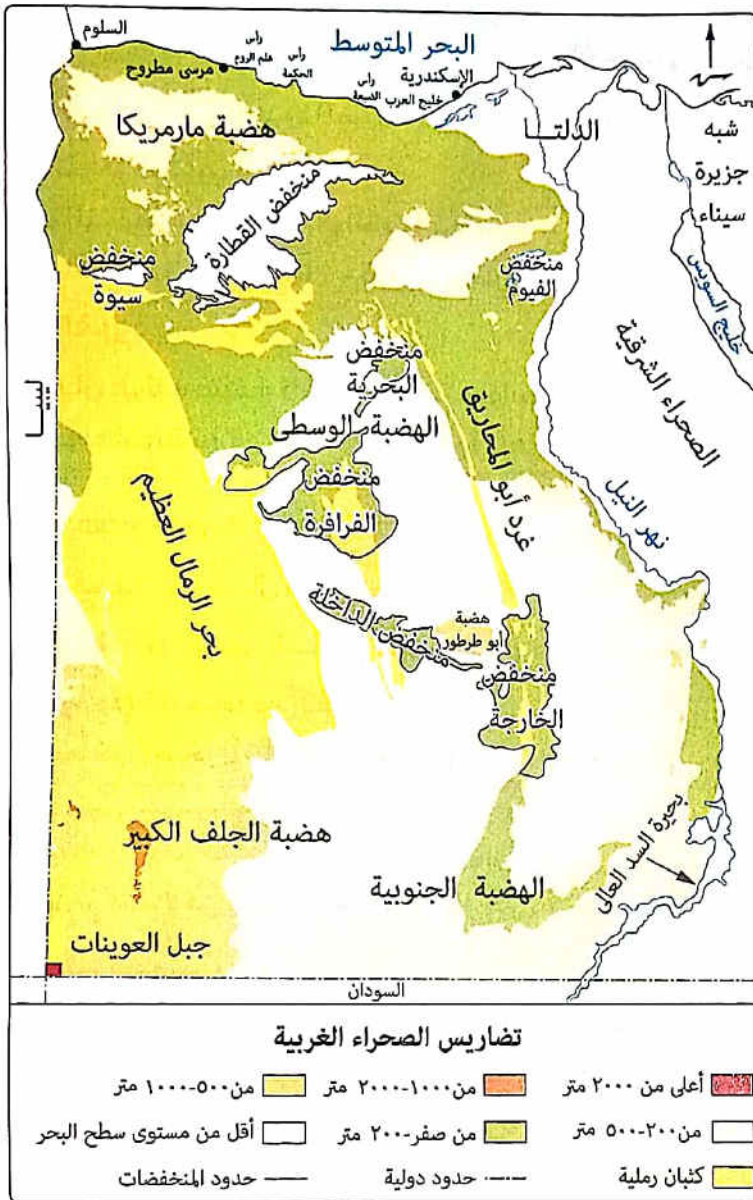 السلوم
البحر المتوسط
رأس
علم الروم
رأس
الحكمة
مرسى مطروح
رأس
الضبعة
الإسكندرية
خليج العرب
هضبة مارمريكا
الدلتـــا
شبه
جزيرة
سيناء
منخفض القطارة
منخفض
سيوة
منخفض
الفيوم
خليج السويس
الصحراء الشرقية
ليبيـــا
منخفض
البحرية
الهضبة الوسطى
غرد أبو المحاريق
منخفض
الفرافرة
نهر النيل
بحر الرمال العظيم
منخفض الداخلة
هضبة
أبو طرطور
منخفض
الخارجة
هضبة الجلف الكبير
الهضبة الجنوبية
بحيرة السد العالى
جبل العوينات
السودان
تضاريس الصحراء الغربية
أعلى من ٢٠٠٠ متر
من ١٠٠٠-٢٠٠٠ متر
من ٥٠٠-١٠٠٠ متر
من ٢٠٠-٥٠٠ متر
من صفر-٢٠٠ متر
أقل من مستوى سطح البحر
كثبان رملية
حدود دولية
حدود المنخفضات